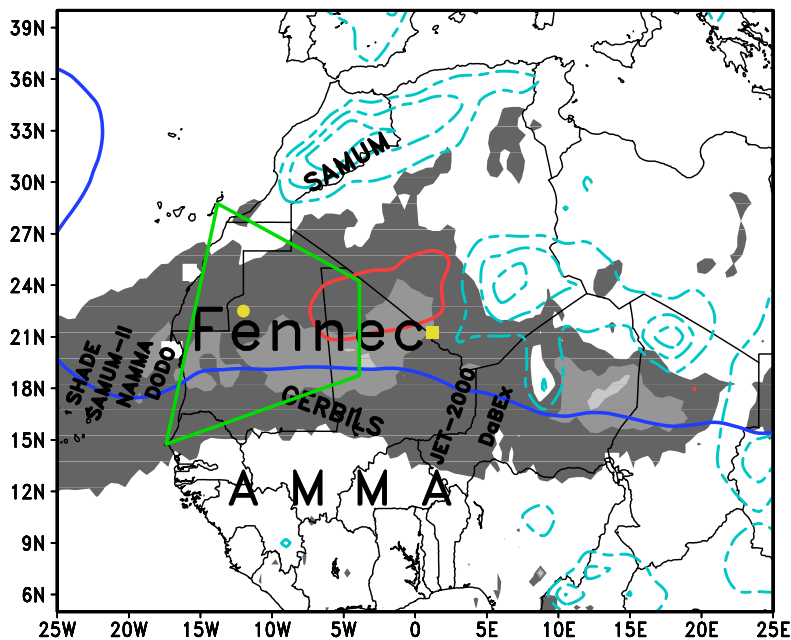 39N
36N
33N
30N
27N
24N
21N
18N
15N
12N
9N
6N
SAMUM
Fennec
SHADE
SAMUM-II
NAMMA
DODO
GERBILS
JET-2000
DaBEx
AMMA
25W 20W 15W 10W 5W 0 5E 10E 15E 20E 25E